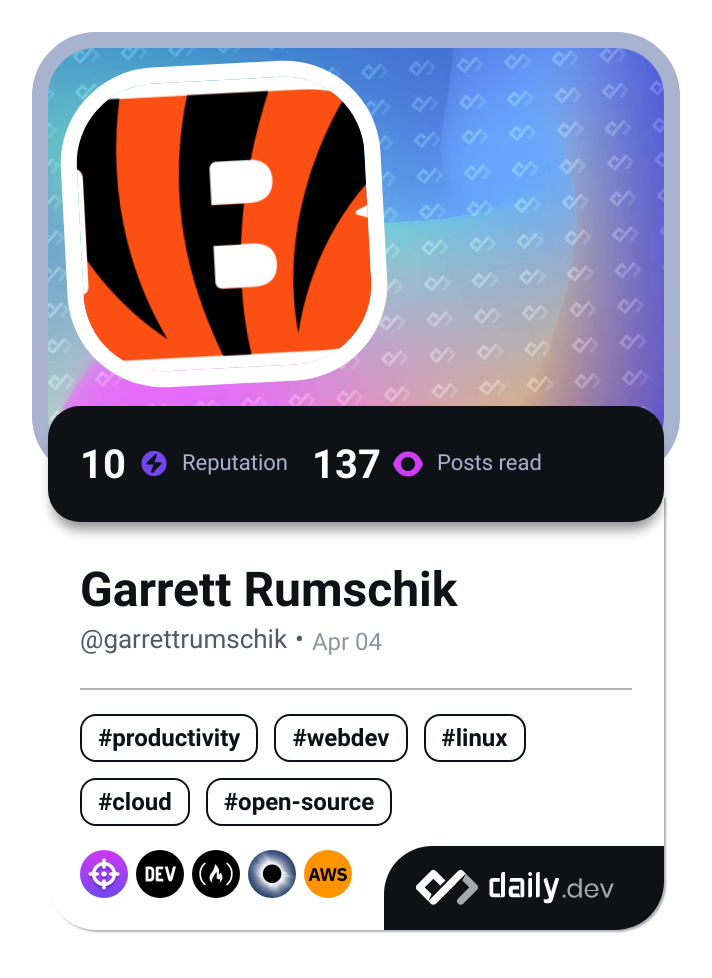 B
10 Reputation 137 Posts read
Garrett Rumschik
@garrettrumschik • Apr 04
#productivity #webdev #linux
#cloud #open-source
DEV AWS
daily.dev